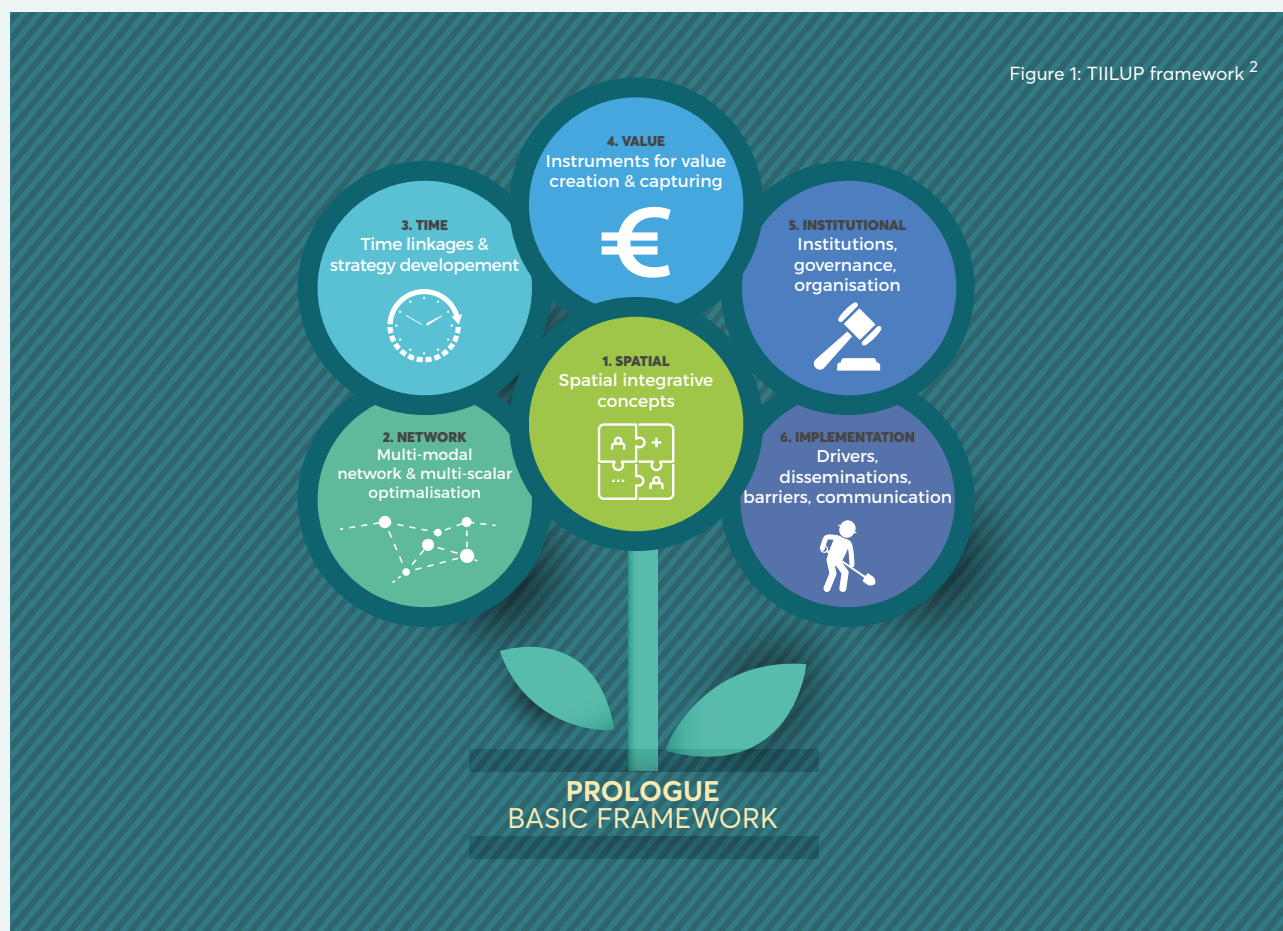 Figure 1: TIILUP framework 2
4. VALUE
Instruments for value
creation & capturing
€
3. TIME
Time linkages &
strategy developement
5. INSTITUTIONAL
Institutions,
governance,
organisation
1. SPATIAL
Spatial integrative
concepts
2. NETWORK
Multi-modal
network & multi-scalar
optimalisation
6. IMPLEMENTATION
Drivers,
disseminations,
barriers, communication
PROLOGUE
BASIC FRAMEWORK